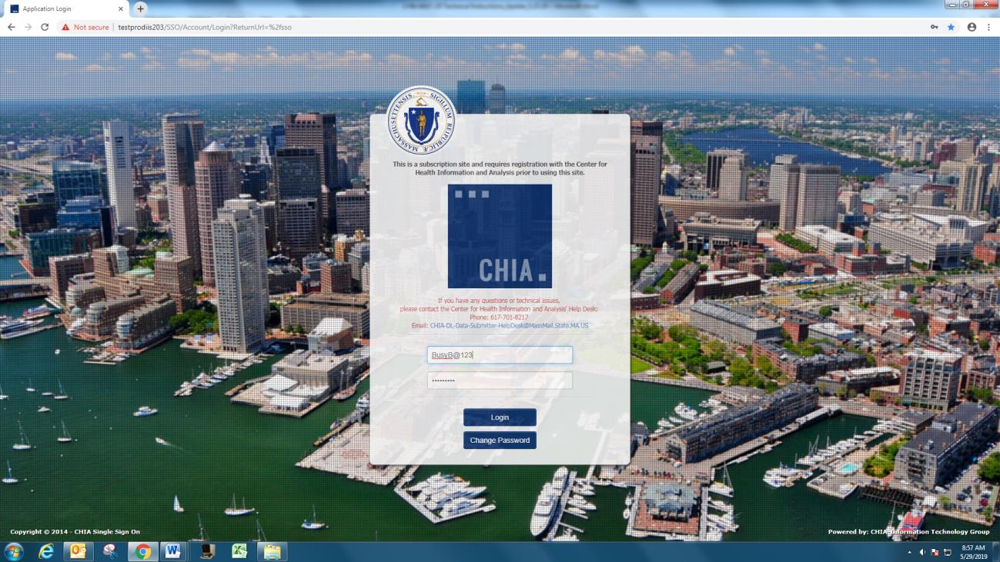 Application Login
Not secure | testprodiis203/SSO/Account/Login?ReturnUrl=%2fsso
MASSACHUSETTENSIS. SIGILLUM REIPUBLICÆ
This is a subscription site and requires registration with the Center for
Health Information and Analysis prior to using this site.
CHIA.
If you have any questions or technical issues,
please contact the Center for Health Information and Analysis' Help Desk:
Phone: 617-701-8217
Email: CHIA-DL-Data-Submitter-HelpDesk@MassMail.State.MA.US
BusyB@123
•••••••••
Login
Change Password
Copyright © 2014 - CHIA Single Sign On
Powered by: CHIA-Information Technology Group
8:57 AM
5/29/2019